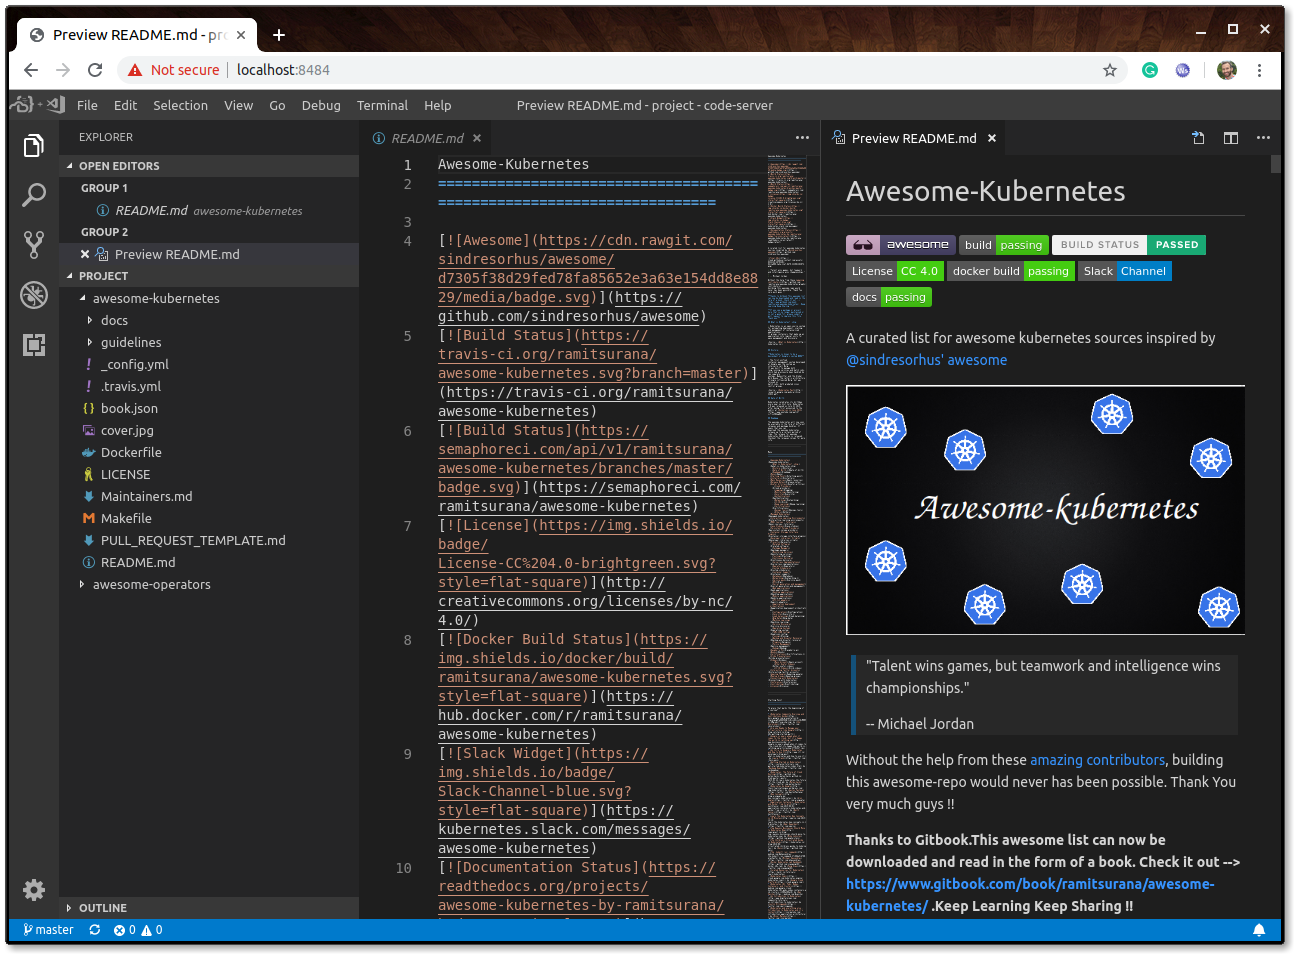 Preview README.md - pro
Not secure localhost:8484
File Edit Selection View Go Debug Terminal Help Preview README.md - project - code-server
EXPLORER
OPEN EDITORS
GROUP 1
README.md awesome-kubernetes
GROUP 2
Preview README.md
PROJECT
awesome-kubernetes
docs
guidelines
_config.yml
.travis.yml
book.json
cover.jpg
Dockerfile
LICENSE
Maintainers.md
Makefile
PULL_REQUEST_TEMPLATE.md
README.md
awesome-operators
OUTLINE
README.md
1 Awesome-Kubernetes
2 ======================================
=================================
3
4 [![Awesome](https://cdn.rawgit.com/
sindresorhus/awesome/
d7305f38d29fed78fa85652e3a63e154dd8e88
29/media/badge.svg)](https://
github.com/sindresorhus/awesome)
5 [![Build Status](https://
travis-ci.org/ramitsurana/
awesome-kubernetes.svg?branch=master)]
(https://travis-ci.org/ramitsurana/
awesome-kubernetes)
6 [![Build Status](https://
semaphoreci.com/api/v1/ramitsurana/
awesome-kubernetes/branches/master/
badge.svg)](https://semaphoreci.com/
ramitsurana/awesome-kubernetes)
7 [![License](https://img.shields.io/
badge/
License-CC%204.0-brightgreen.svg?
style=flat-square)](http://
creativecommons.org/licenses/by-nc/
4.0/)
8 [![Docker Build Status](https://
img.shields.io/docker/build/
ramitsurana/awesome-kubernetes.svg?
style=flat-square)](https://
hub.docker.com/r/ramitsurana/
awesome-kubernetes)
9 [![Slack Widget](https://
img.shields.io/badge/
Slack-Channel-blue.svg?
style=flat-square)](https://
kubernetes.slack.com/messages/
awesome-kubernetes)
10 [![Documentation Status](https://
readthedocs.org/projects/
awesome-kubernetes-by-ramitsurana/
Preview README.md
Awesome-Kubernetes
awesome build passing BUILD STATUS PASSED
License CC 4.0 docker build passing Slack Channel
docs passing
A curated list for awesome kubernetes sources inspired by
@sindresorhus' awesome
Awesome-kubernetes
"Talent wins games, but teamwork and intelligence wins
championships."
-- Michael Jordan
Without the help from these amazing contributors, building
this awesome-repo would never has been possible. Thank You
very much guys !!
Thanks to Gitbook.This awesome list can now be
downloaded and read in the form of a book. Check it out -->
https://www.gitbook.com/book/ramitsurana/awesome-
kubernetes/ .Keep Learning Keep Sharing !!
master 0 0